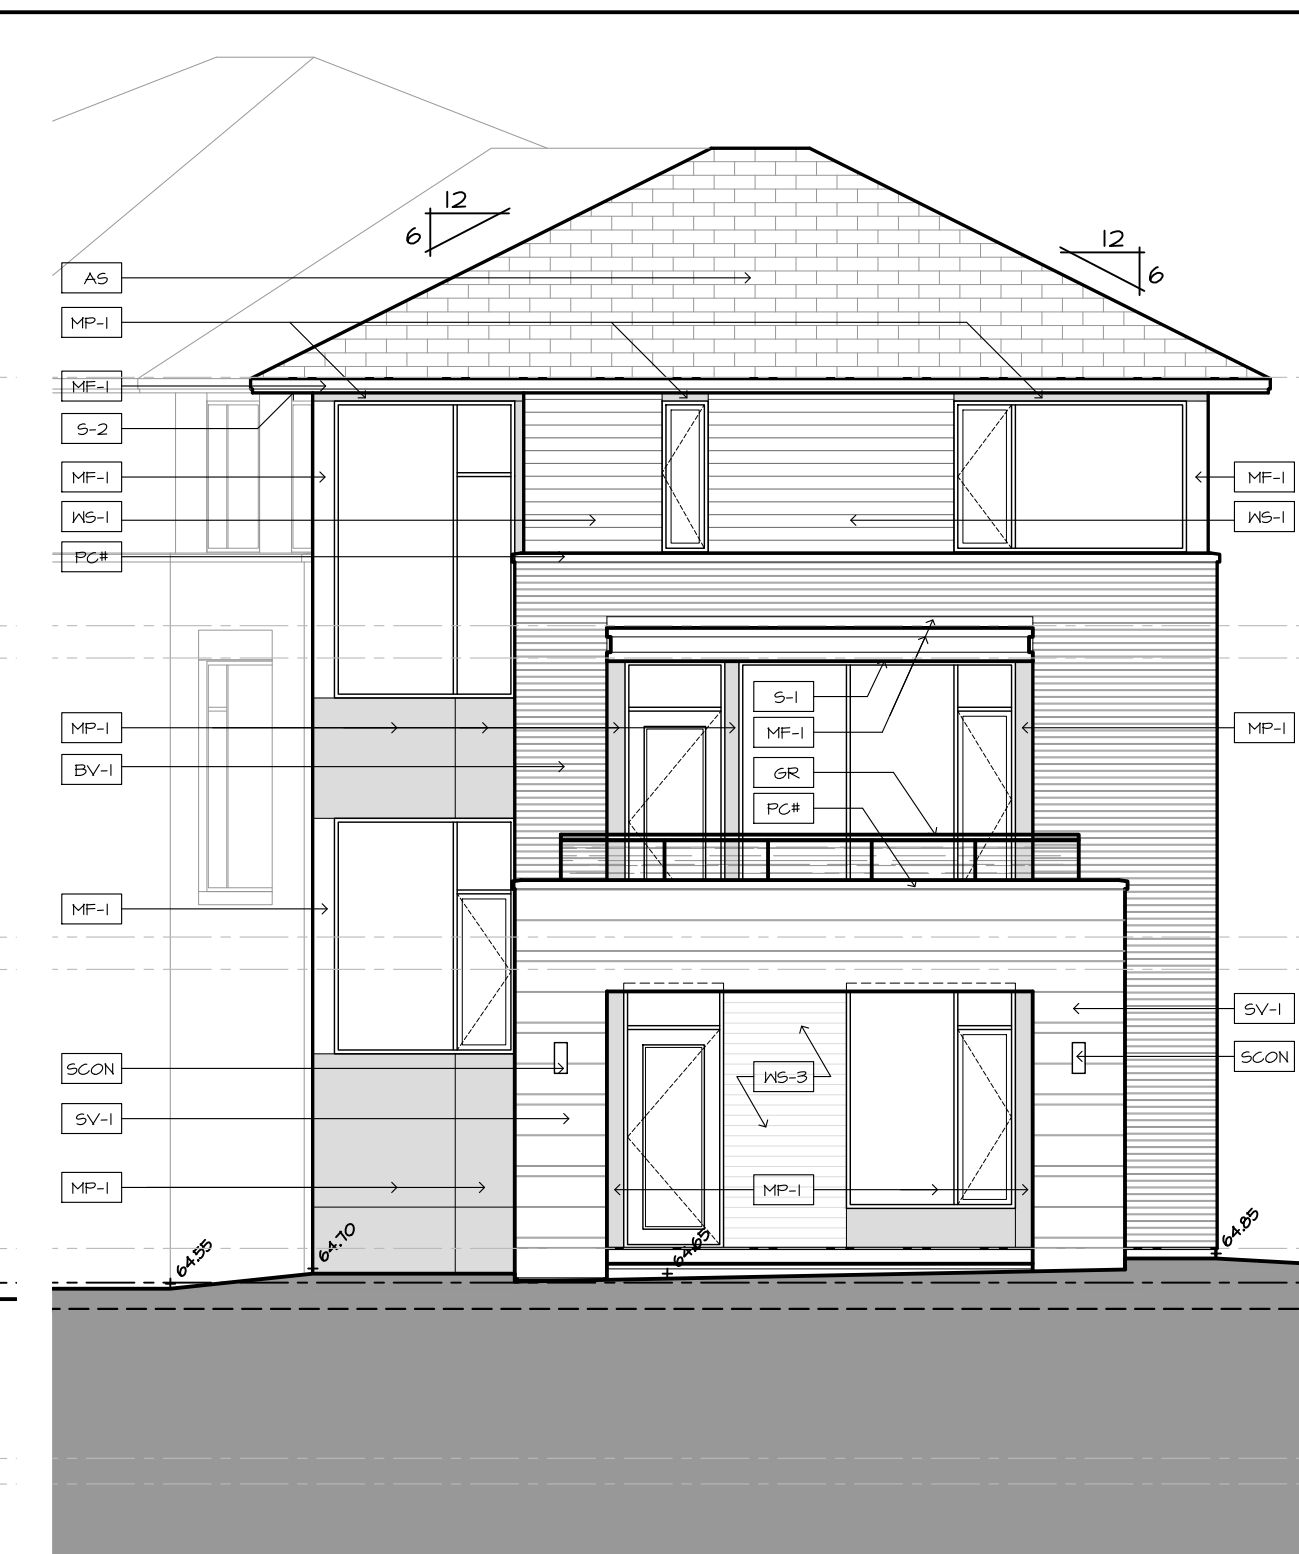 12
6
12
6
AS
MP-1
MF-1
S-2
MF-1
MF-1
WS-1
WS-1
PC#
S-1
MP-1
MF-1
MP-1
BV-1
GR
PC#
MF-1
SV-1
SCON
SCON
WS-3
SV-1
MP-1
MP-1
64.55
64.70
64.65
64.85